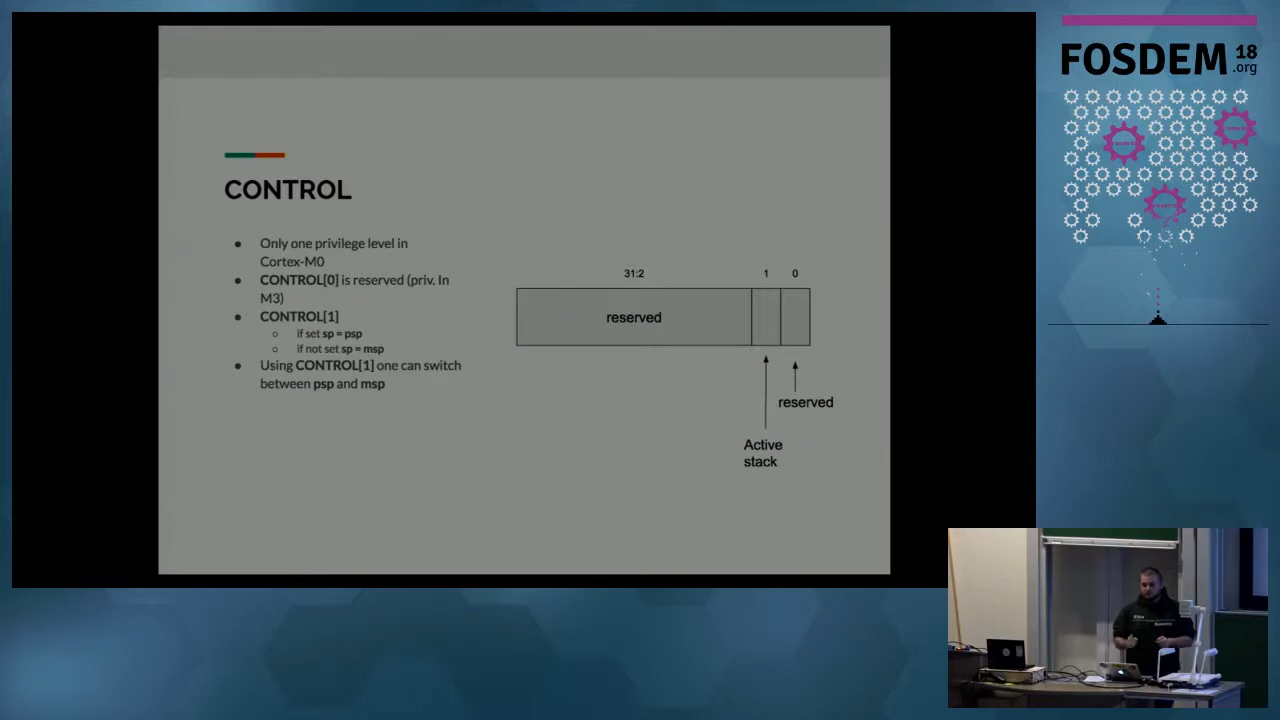 CONTROL
● Only one privilege level in
Cortex-M0
● CONTROL[0] is reserved (priv. In
M3)
● CONTROL[1]
○ if set sp = psp
○ if not set sp = msp
● Using CONTROL[1] one can switch
between psp and msp
31:2 1 0
reserved
reserved
Active
stack
FOSDEM 18
.org